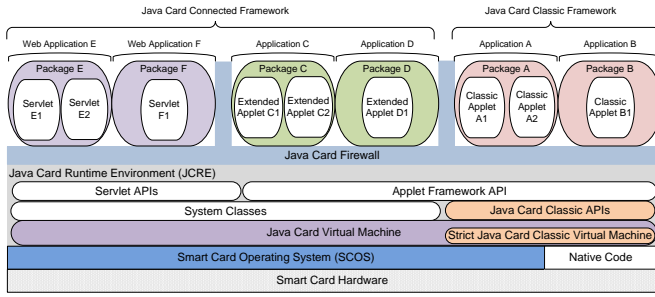 Java Card Connected Framework
Java Card Classic Framework
Web Application E
Web Application F
Application C
Application D
Application A
Application B
Package E
Package F
Package C
Package D
Package A
Package B
Servlet
E1
Servlet
E2
Servlet
F1
Extended
Applet C1
Extended
Applet C2
Extended
Applet D1
Classic
Applet
A1
Classic
Applet
A2
Classic
Applet B1
Java Card Firewall
Java Card Runtime Environment (JCRE)
Servlet APIs
Applet Framework API
System Classes
Java Card Classic APIs
Java Card Virtual Machine
Strict Java Card Classic Virtual Machine
Smart Card Operating System (SCOS)
Native Code
Smart Card Hardware